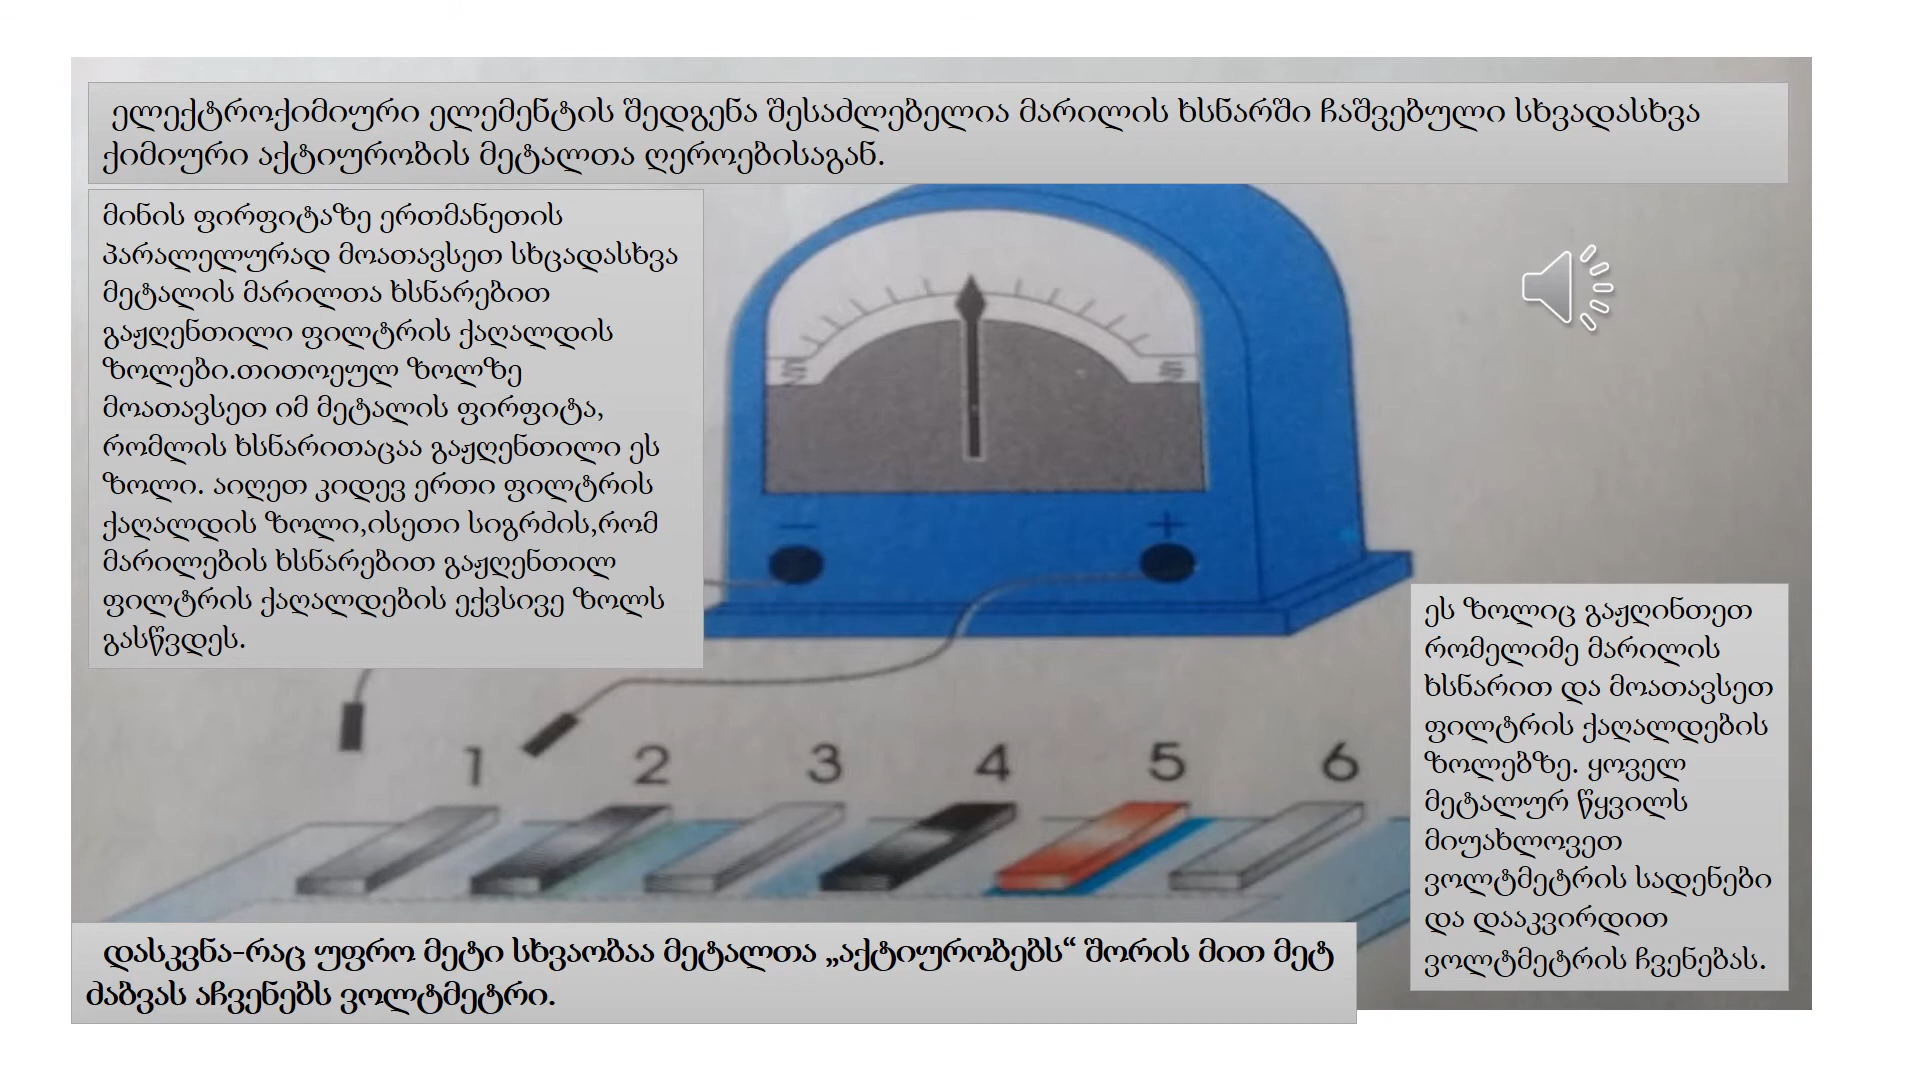 ელექტროქიმიური ელემენტის შედგენა შესაძლებელია მარილის ხსნარში ჩაშვებული სხვადასხვა
ქიმიური აქტიურობის მეტალთა ღეროებისაგან.
მინის ფირფიტაზე ერთმანეთის
პარალელურად მოათავსეთ სხცადასხვა
მეტალის მარილთა ხსნარებით
გაჟღენთილი ფილტრის ქაღალდის
ზოლები.თითოეულ ზოლზე
მოათავსეთ იმ მეტალის ფირფიტა,
რომლის ხსნარითაცაა გაჟღენთილი ეს
ზოლი. აიღეთ კიდევ ერთი ფილტრის
ქაღალდის ზოლი,ისეთი სიგრძის,რომ
მარილების ხსნარებით გაჟღენთილ
ფილტრის ქაღალდების ექვსივე ზოლს
გასწვდეს.
– +
1 2 3 4 5 6
ეს ზოლიც გაჟღინთეთ
რომელიმე მარილის
ხსნარით და მოათავსეთ
ფილტრის ქაღალდების
ზოლებზე. ყოველ
მეტალურ წყვილს
მიუახლოვეთ
ვოლტმეტრის სადენები
და დააკვირდით
ვოლტმეტრის ჩვენებას.
დასკვნა-რაც უფრო მეტი სხვაობაა მეტალთა „აქტიურობებს“ შორის მით მეტ
ძაბვას აჩვენებს ვოლტმეტრი.